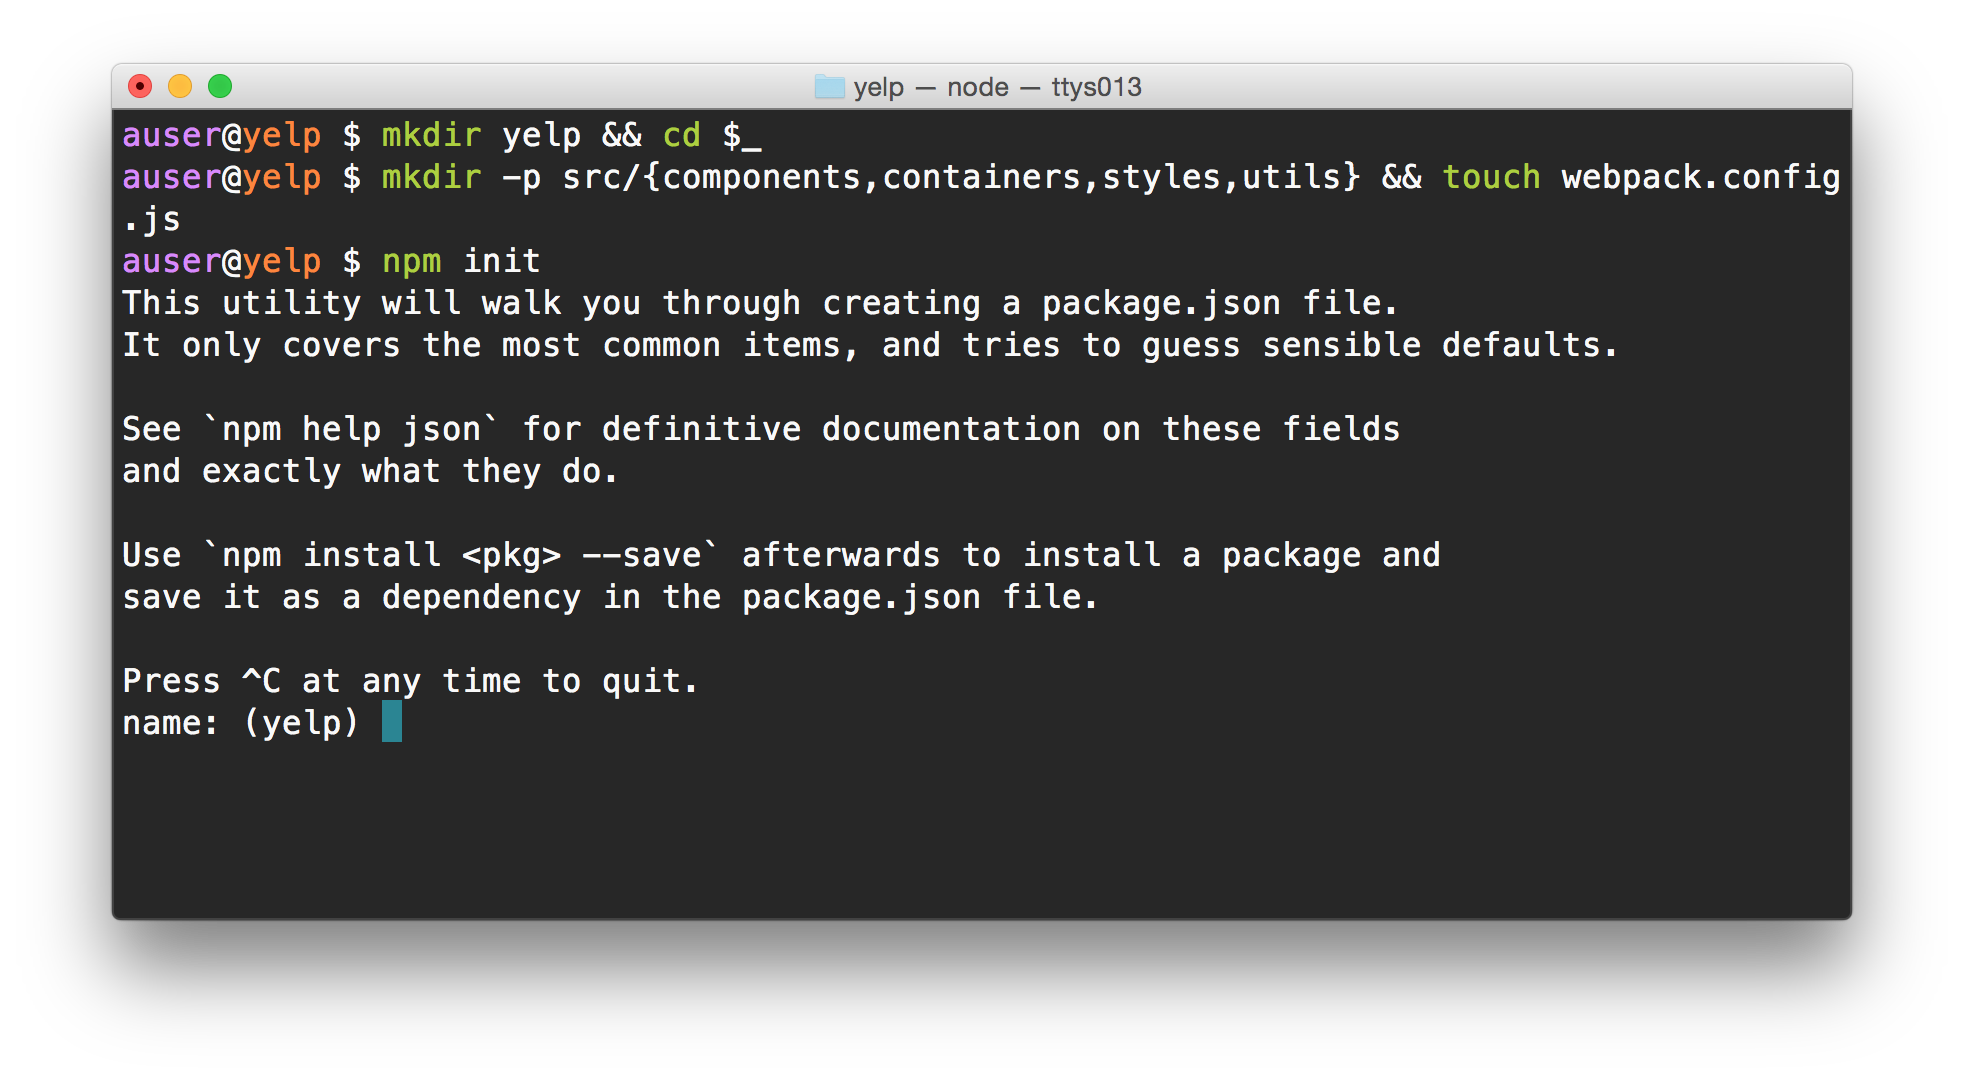 yelp — node — ttys013
auser@yelp $ mkdir yelp && cd $_
auser@yelp $ mkdir -p src/{components,containers,styles,utils} && touch webpack.config
.js
auser@yelp $ npm init
This utility will walk you through creating a package.json file.
It only covers the most common items, and tries to guess sensible defaults.
See `npm help json` for definitive documentation on these fields
and exactly what they do.
Use `npm install <pkg> --save` afterwards to install a package and
save it as a dependency in the package.json file.
Press ^C at any time to quit.
name: (yelp)